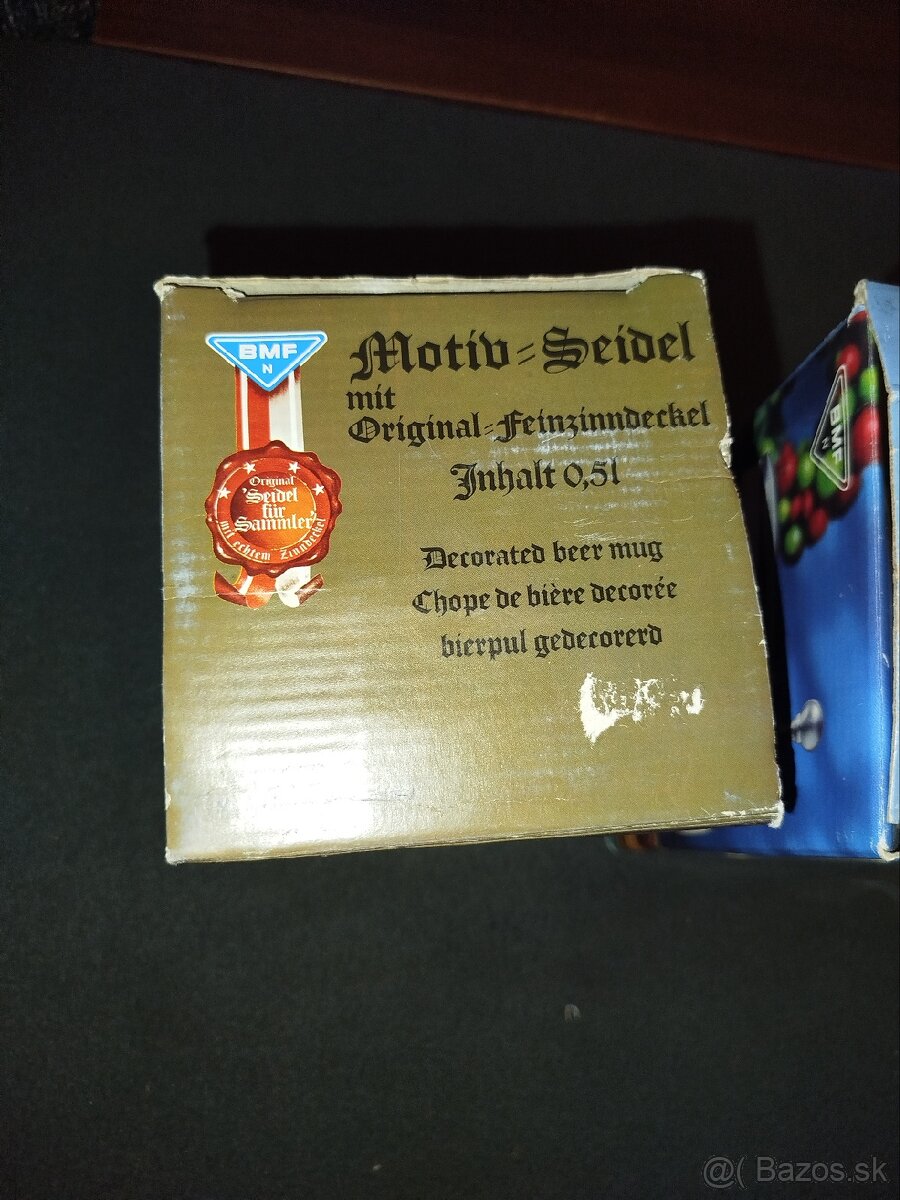 BMF
N
Motiv=Seidel
mit
Original=Feinzinndeckel
Inhalt 0,5l
Original
'Seidel
für
Sammler'
mit echtem Zinndeckel
Decorated beer mug
Chope de bière decorée
bierpul gedecorerd
BMF
N
@( Bazos.sk